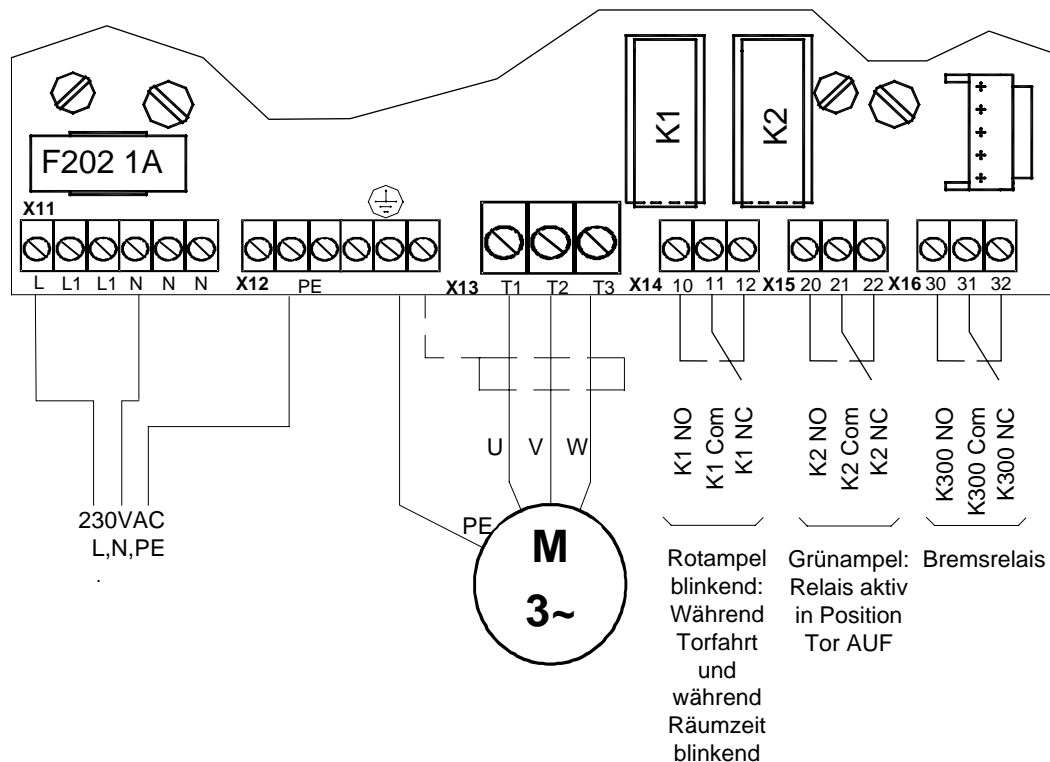 K1
K2
F202 1A
X11
L L1 L1 N N N
X12 PE
X13 T1 T2 T3
X14 10 11 12
X15 20 21 22
X16 30 31 32
U V W
K1 NO
K1 Com
K1 NC
K2 NO
K2 Com
K2 NC
K300 NO
K300 Com
K300 NC
230VAC
L,N,PE
.
PE
M
3~
Rotampel
blinkend:
Während
Torfahrt
und
während
Räumzeit
blinkend
Grünampel:
Relais aktiv
in Position
Tor AUF
Bremsrelais